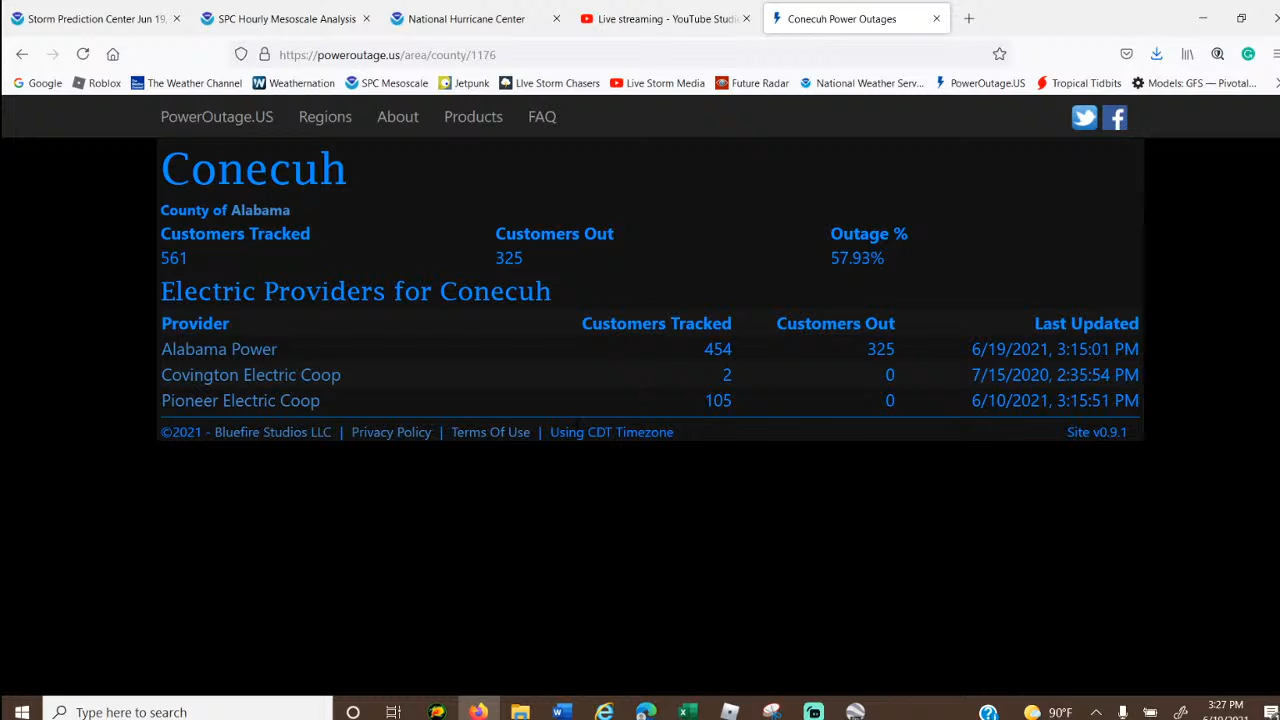 Storm Prediction Center Jun 19,
SPC Hourly Mesoscale Analysis
National Hurricane Center
Live streaming - YouTube Studi
Conecuh Power Outages
https://poweroutage.us/area/county/1176
Google Roblox The Weather Channel Weathernation SPC Mesoscale Jetpunk Live Storm Chasers Live Storm Media Future Radar National Weather Serv... PowerOutage.US Tropical Tidbits Models: GFS — Pivotal...
PowerOutage.US Regions About Products FAQ
Conecuh
County of Alabama
Customers Tracked Customers Out Outage %
561 325 57.93%
Electric Providers for Conecuh
Provider Customers Tracked Customers Out Last Updated
Alabama Power 454 325 6/19/2021, 3:15:01 PM
Covington Electric Coop 2 0 7/15/2020, 2:35:54 PM
Pioneer Electric Coop 105 0 6/10/2021, 3:15:51 PM
©2021 - Bluefire Studios LLC | Privacy Policy | Terms Of Use | Using CDT Timezone Site v0.9.1
Type here to search
90°F
3:27 PM